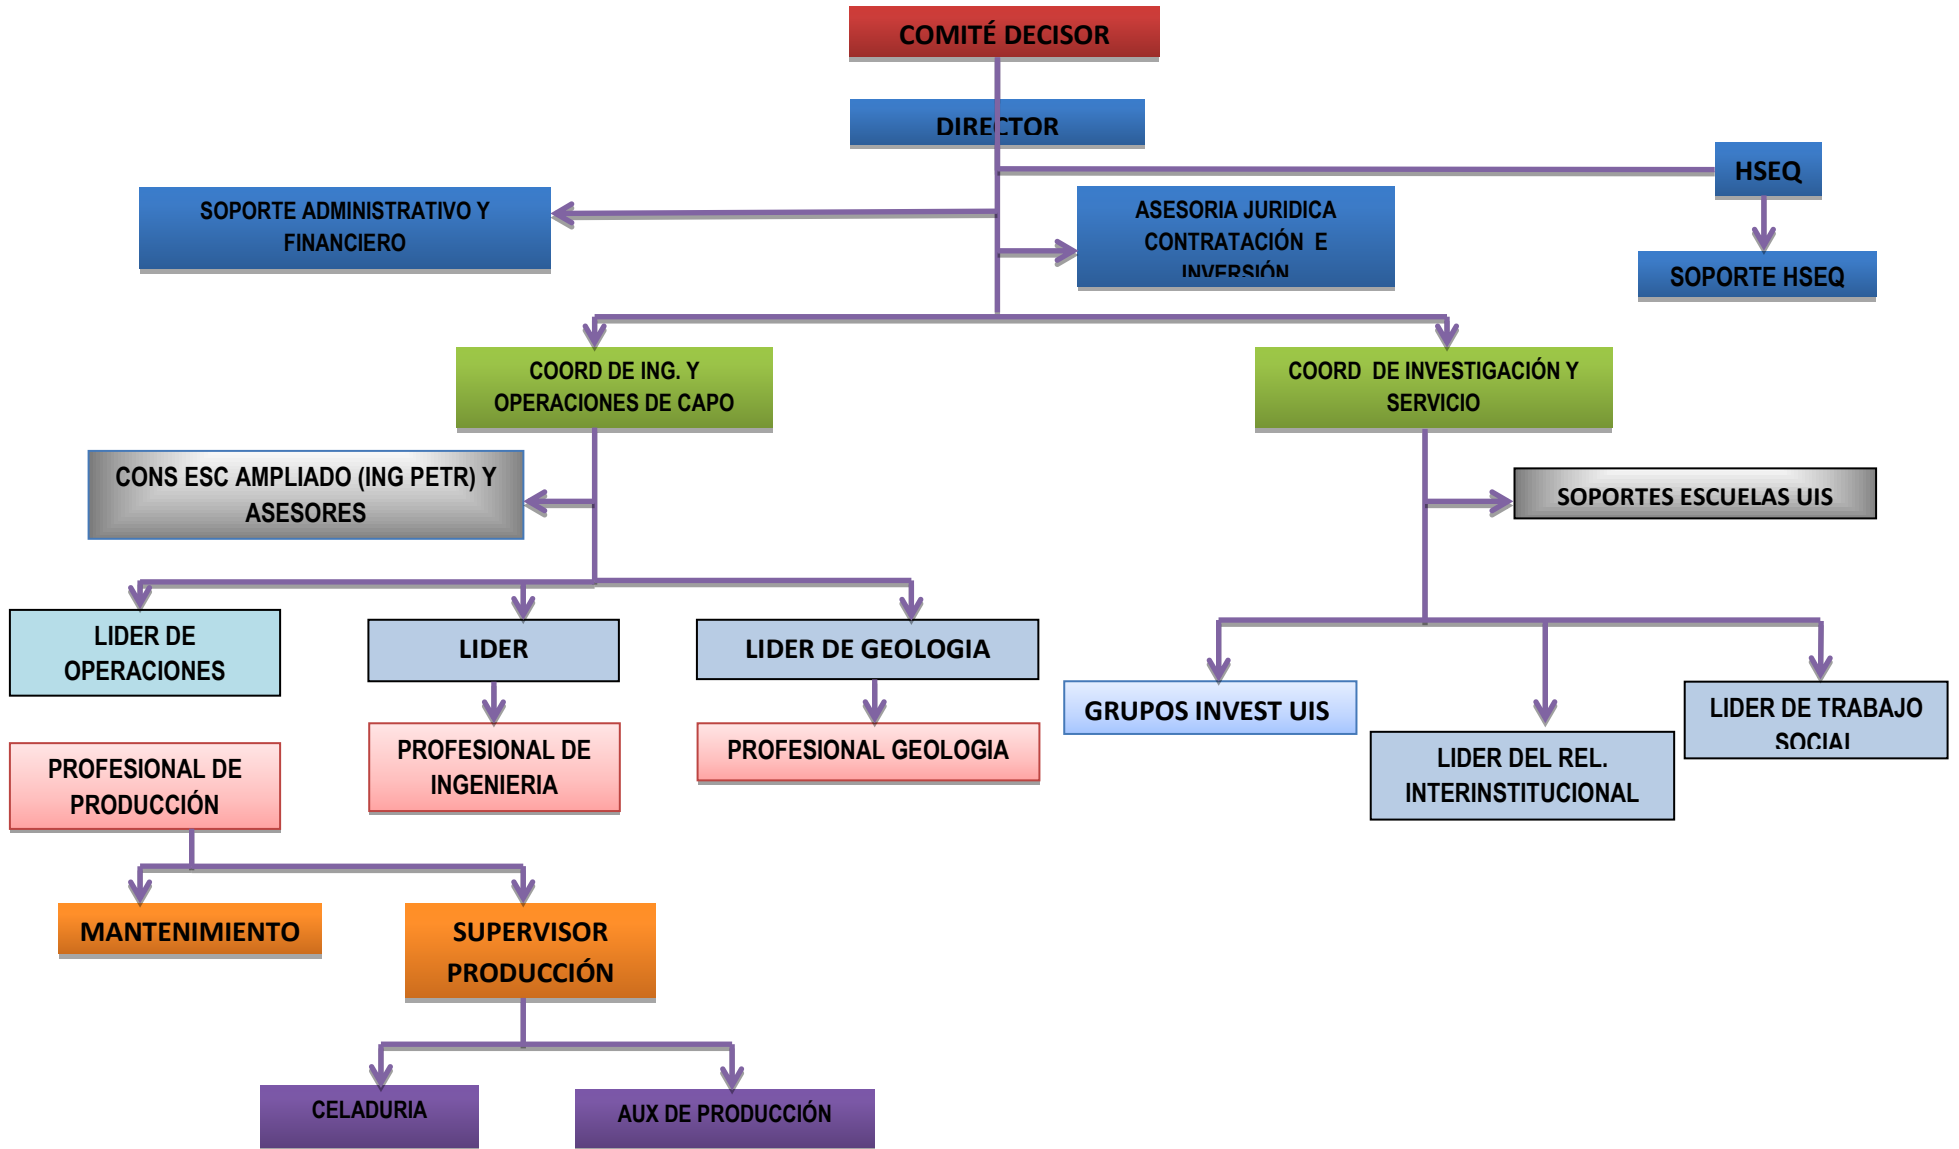 COMITÉ DECISOR
DIRECTOR
HSEQ
SOPORTE ADMINISTRATIVO Y
FINANCIERO
ASESORIA JURIDICA
CONTRATACIÓN E
INVERSIÓN
SOPORTE HSEQ
COORD DE ING. Y
OPERACIONES DE CAPO
COORD DE INVESTIGACIÓN Y
SERVICIO
CONS ESC AMPLIADO (ING PETR) Y
ASESORES
SOPORTES ESCUELAS UIS
LIDER DE
OPERACIONES
LIDER
LIDER DE GEOLOGIA
GRUPOS INVEST UIS
LIDER DEL REL.
INTERINSTITUCIONAL
LIDER DE TRABAJO
SOCIAL
PROFESIONAL DE
PRODUCCIÓN
PROFESIONAL DE
INGENIERIA
PROFESIONAL GEOLOGIA
MANTENIMIENTO
SUPERVISOR
PRODUCCIÓN
CELADURIA
AUX DE PRODUCCIÓN